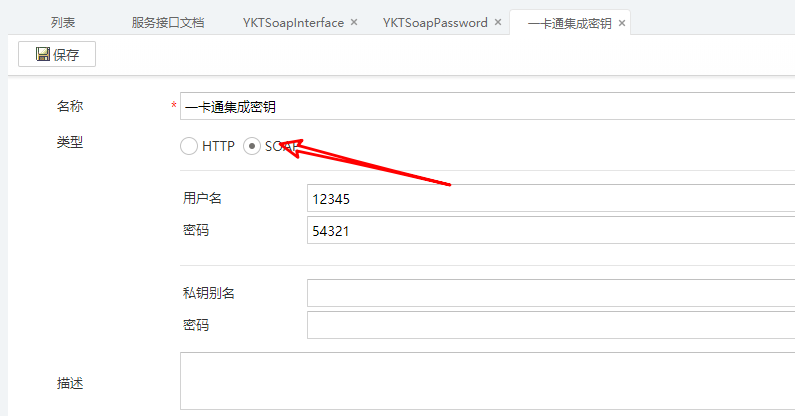 列表 服务接口文档 YKTSoapInterface × YKTSoapPassword × 一卡通集成密钥 ×
保存
名称 * 一卡通集成密钥
类型 HTTP SOAP
用户名 12345
密码 54321
私钥别名
密码
描述